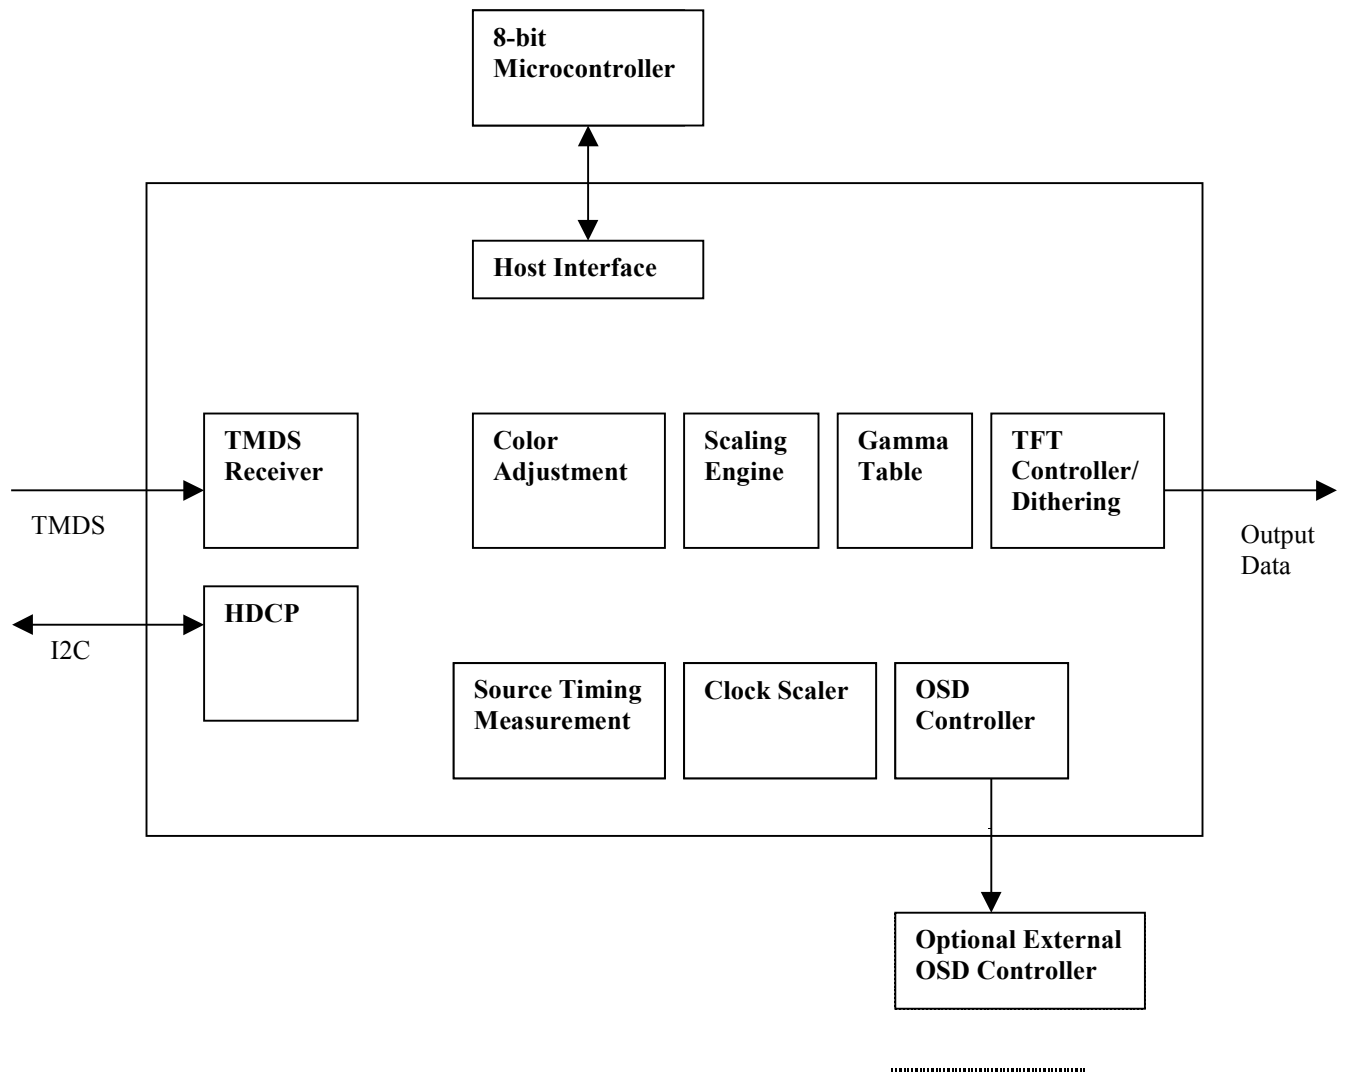 8-bit
Microcontroller
Host Interface
TMDS
Receiver
Color
Adjustment
Scaling
Engine
Gamma
Table
TFT
Controller/
Dithering
TMDS
Output
Data
HDCP
I2C
Source Timing
Measurement
Clock Scaler
OSD
Controller
Optional External
OSD Controller